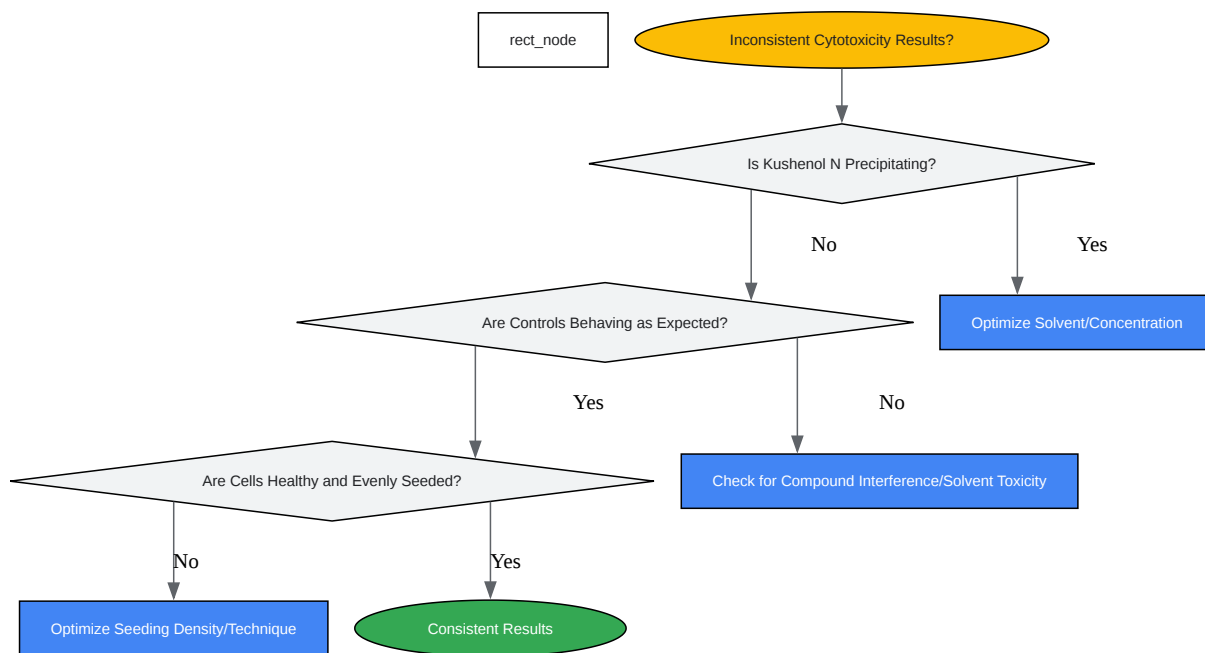 rect_node
Inconsistent Cytotoxicity Results?
Is Kushenol N Precipitating?
No
Yes
Are Controls Behaving as Expected?
Optimize Solvent/Concentration
Yes
No
Are Cells Healthy and Evenly Seeded?
Check for Compound Interference/Solvent Toxicity
No
Yes
Optimize Seeding Density/Technique
Consistent Results